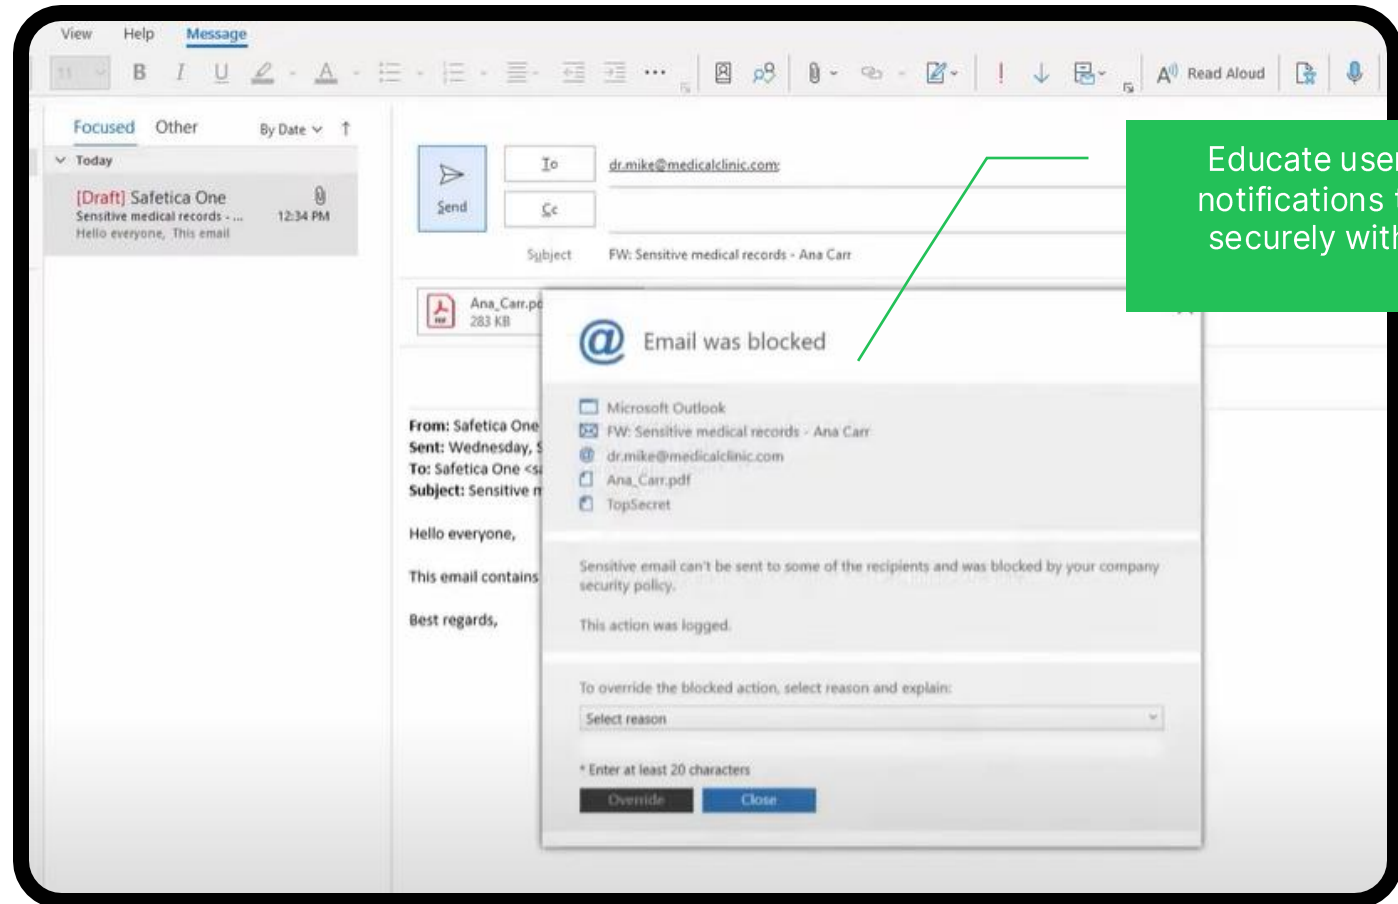 View Help Message
11 B I U A Read Aloud
Focused Other By Date
Today
[Draft] Safetica One
Sensitive medical records - ... 12:34 PM
Hello everyone, This email
Send
To dr.mike@medicalclinic.com;
Cc
Subject FW: Sensitive medical records - Ana Carr
Ana_Carr.pd
283 KB
From: Safetica One
Sent: Wednesday, S
To: Safetica One <sa
Subject: Sensitive m
Hello everyone,
This email contains
Best regards,
Educate user
notifications t
securely with
Email was blocked
Microsoft Outlook
FW: Sensitive medical records - Ana Carr
dr.mike@medicalclinic.com
Ana_Carr.pdf
TopSecret
Sensitive email can't be sent to some of the recipients and was blocked by your company
security policy.
This action was logged.
To override the blocked action, select reason and explain:
Select reason
* Enter at least 20 characters
Override Close